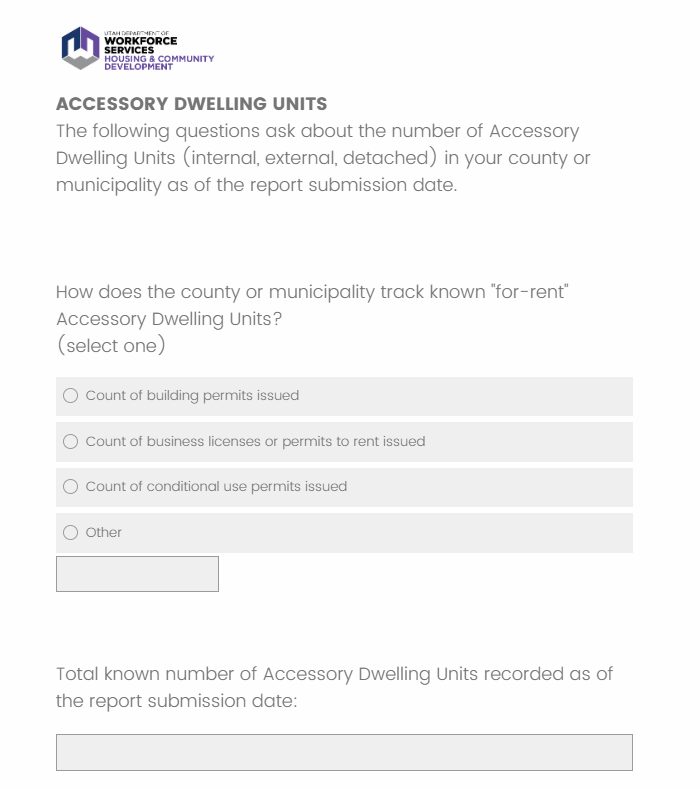 UTAH DEPARTMENT OF
WORKFORCE
SERVICES
HOUSING & COMMUNITY
DEVELOPMENT
ACCESSORY DWELLING UNITS
The following questions ask about the number of Accessory
Dwelling Units (internal, external, detached) in your county or
municipality as of the report submission date.
How does the county or municipality track known "for-rent"
Accessory Dwelling Units?
(select one)
Count of building permits issued
Count of business licenses or permits to rent issued
Count of conditional use permits issued
Other
Total known number of Accessory Dwelling Units recorded as of
the report submission date: